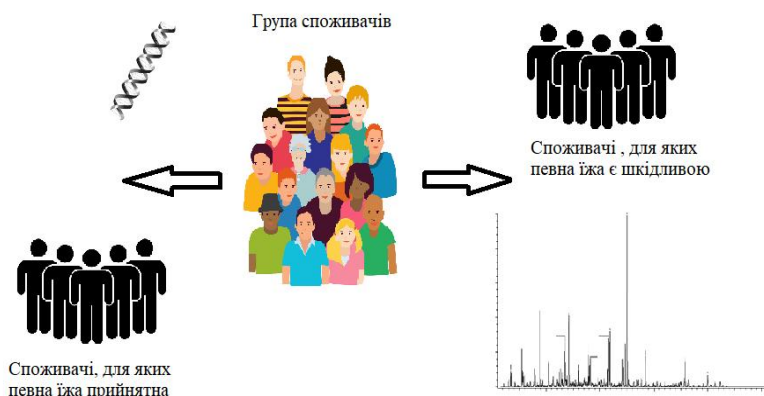 Група споживачів
Споживачі , для яких
певна їжа є шкідливою
Споживачі, для яких
певна їжа прийнятна